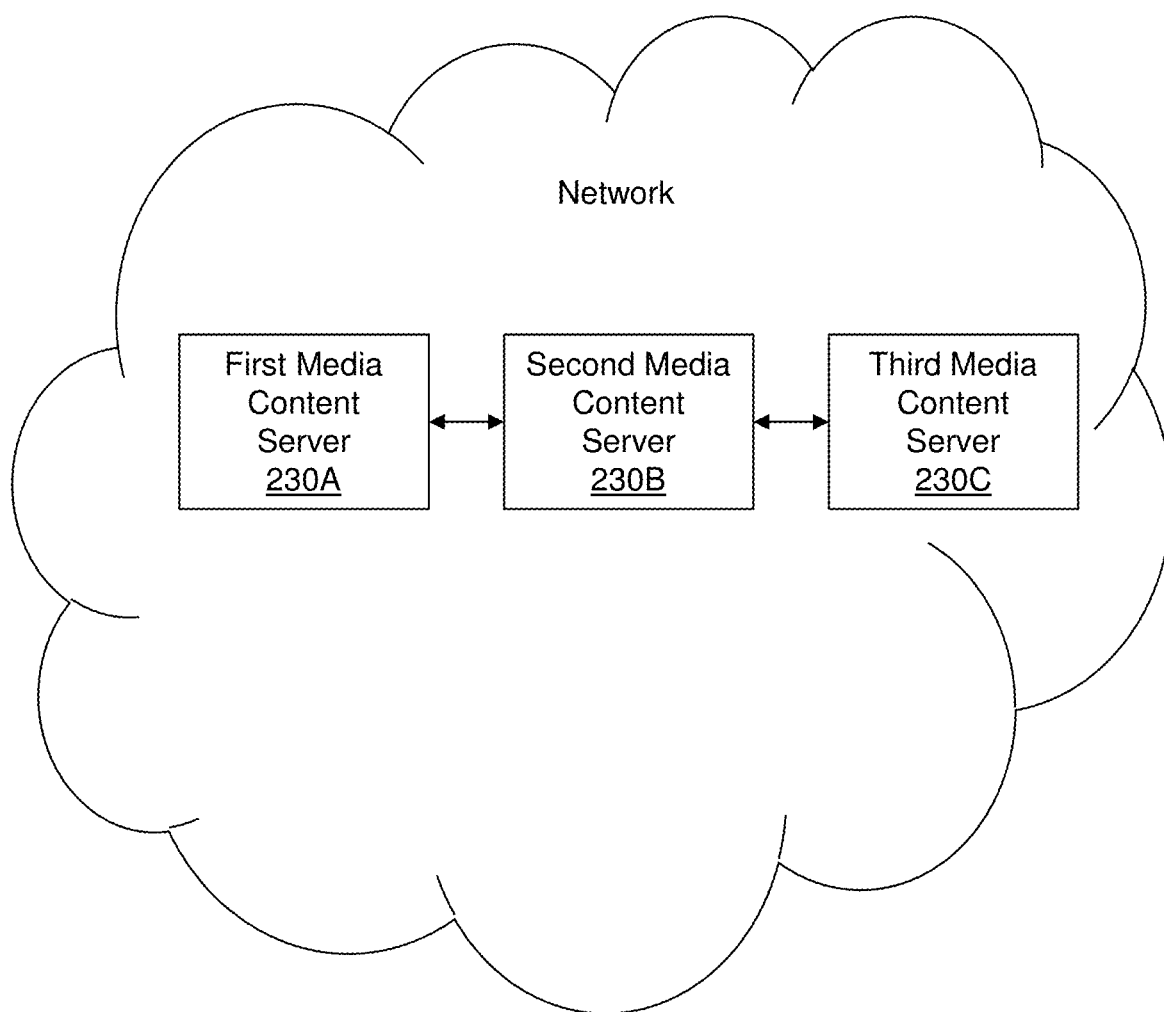 Network
First Media
Content
Server
230A
Second Media
Content
Server
230B
Third Media
Content
Server
230C